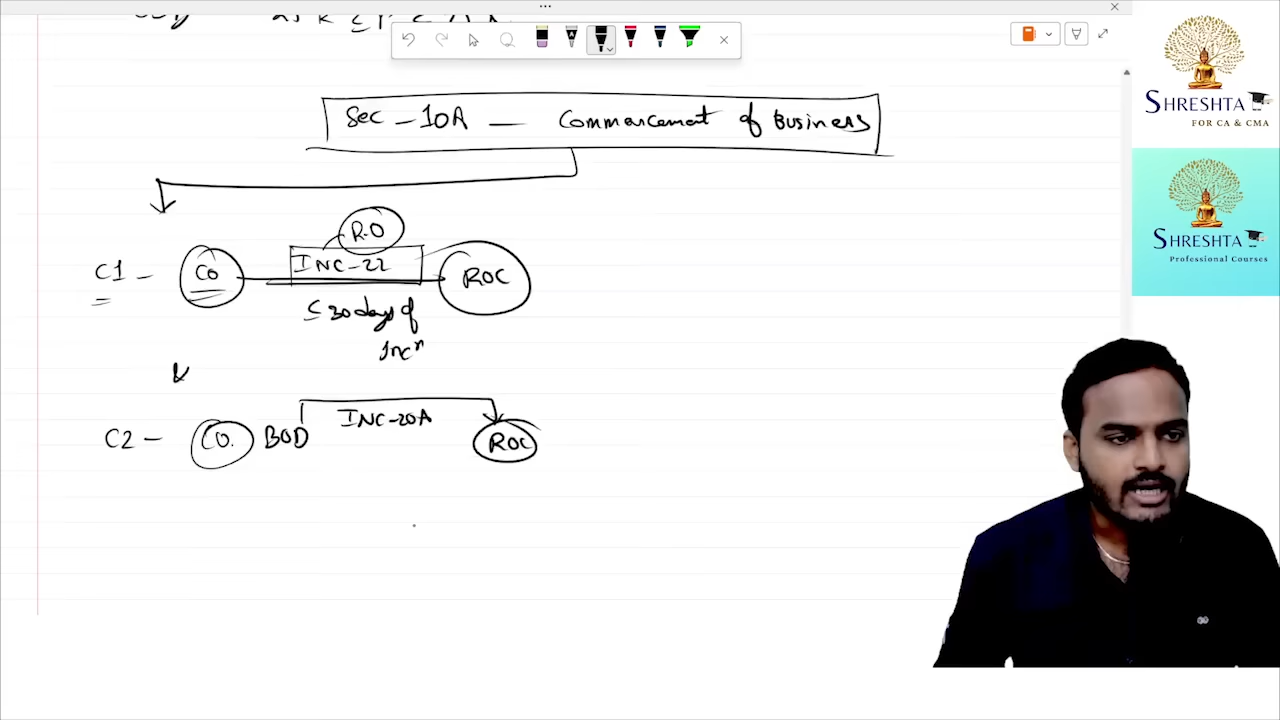 Sec - 10A - Commencement of Business
R.O
C1 - CO INC-22 ROC
≤ 30 days of
Incⁿ
&
C2 - CO. BOD INC-20A ROC
SHRESHTA
FOR CA & CMA
SHRESHTA
Professional Courses